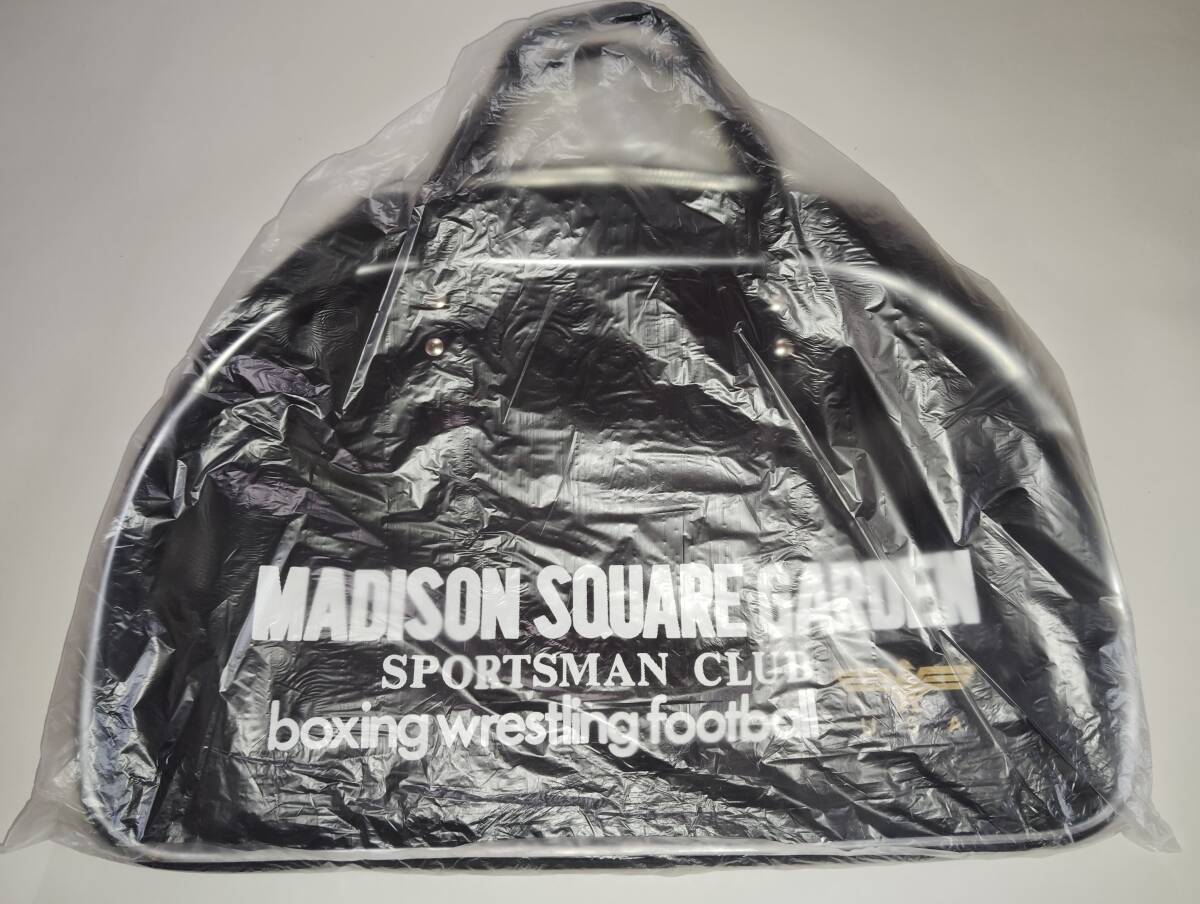 MADISON SQUARE GARDEN
SPORTSMAN CLUB
boxing wrestling football
U S A